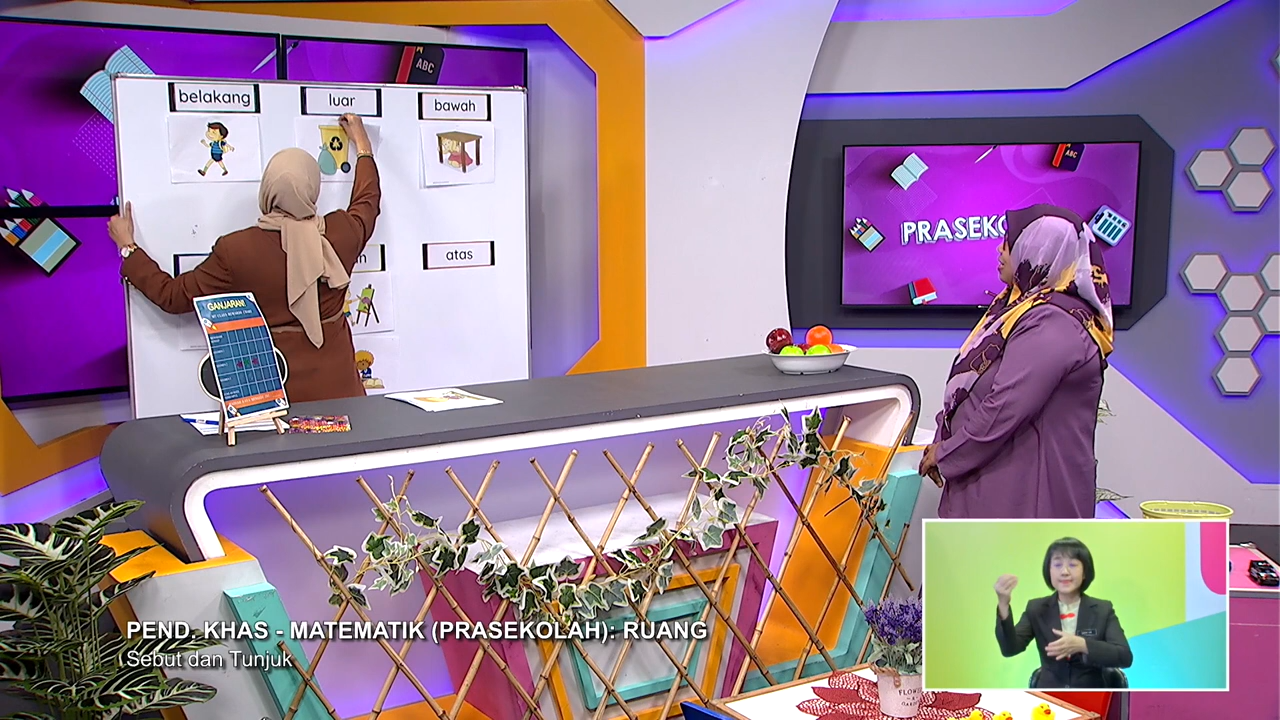 belakang
luar
bawah
atas
ABC
ABC
PRASEKO
GANJARAN!
PEND. KHAS - MATEMATIK (PRASEKOLAH): RUANG
Sebut dan Tunjuk